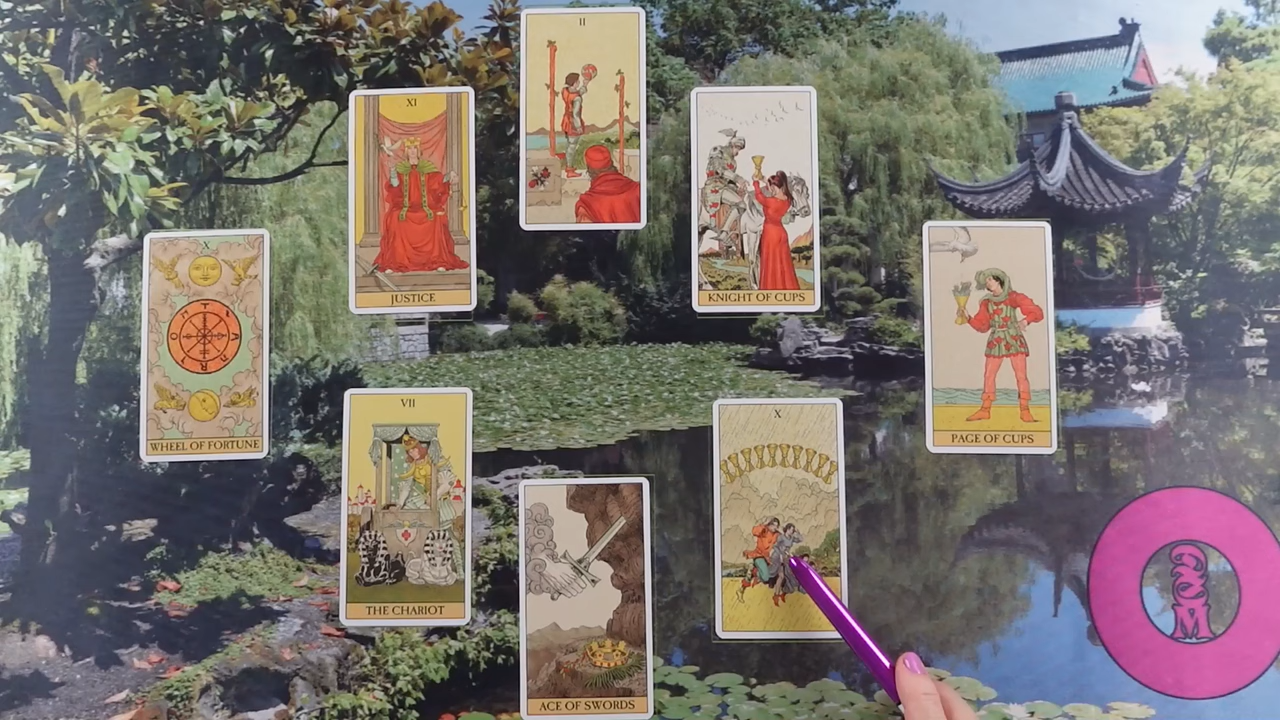 II
XI
JUSTICE
KNIGHT OF CUPS
X
T
A
R
O
WHEEL OF FORTUNE
PAGE OF CUPS
VII
THE CHARIOT
X
ACE OF SWORDS